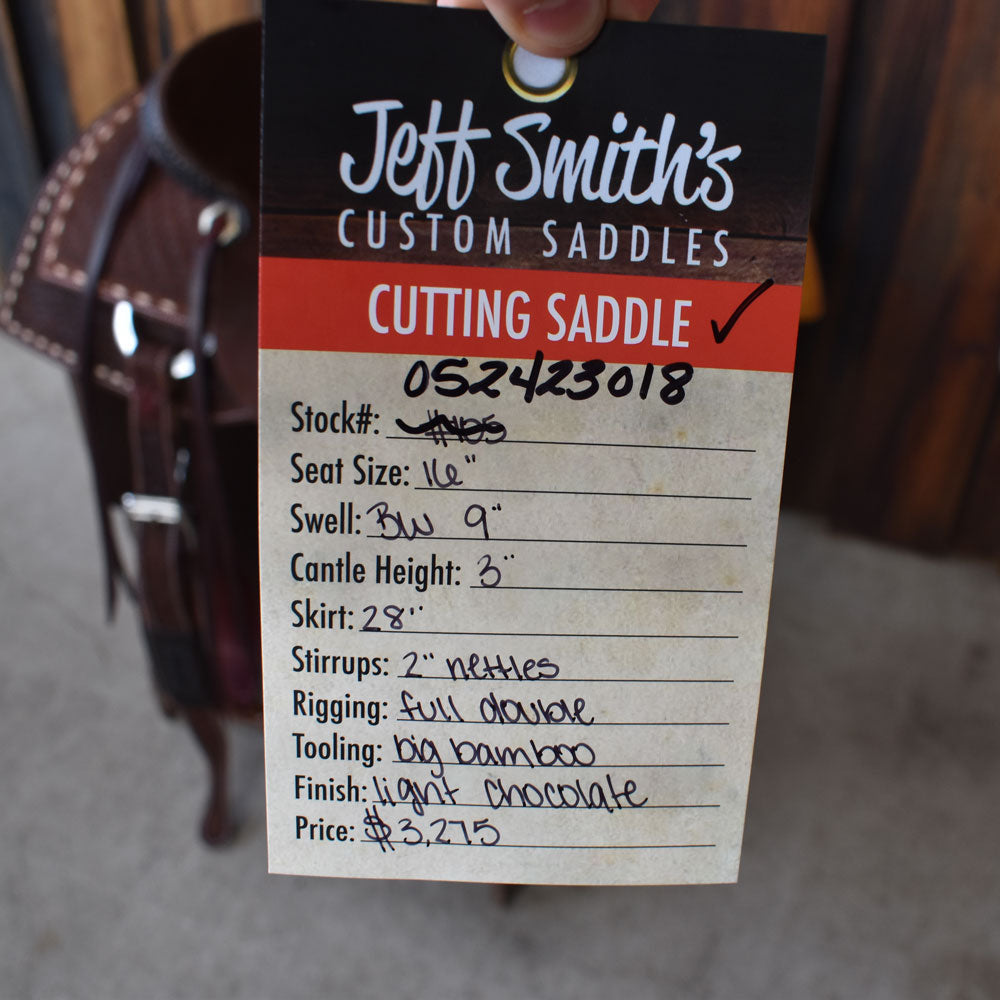 Jeff Smith's
CUSTOM SADDLES
CUTTING SADDLE ✓
052423018
Stock#:
Seat Size: 16"
Swell: BW 9"
Cantle Height: 3"
Skirt: 28"
Stirrups: 2" nettles
Rigging: full double
Tooling: big bamboo
Finish: light chocolate
Price: $3,275